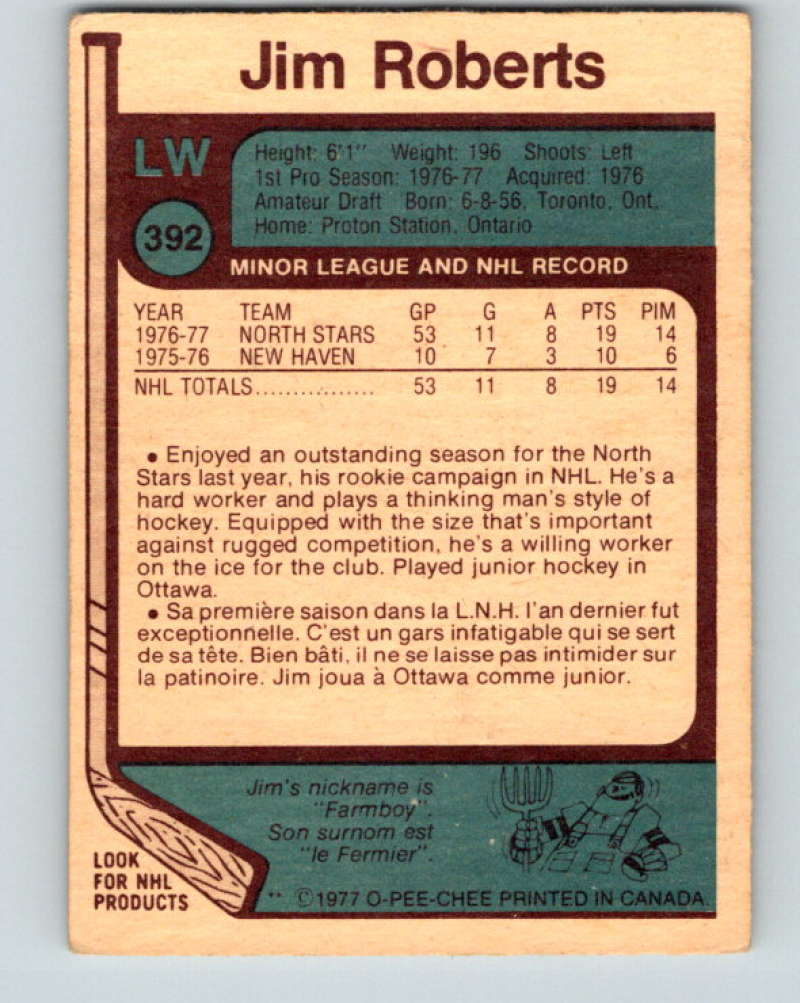 Jim Roberts
LW
392
Height: 6'1" Weight: 196 Shoots: Left
1st Pro Season: 1976-77 Acquired: 1976
Amateur Draft Born: 6-8-56, Toronto, Ont.
Home: Proton Station, Ontario
MINOR LEAGUE AND NHL RECORD
YEAR TEAM GP G A PTS PIM
1976-77 NORTH STARS 53 11 8 19 14
1975-76 NEW HAVEN 10 7 3 10 6
NHL TOTALS................ 53 11 8 19 14
• Enjoyed an outstanding season for the North
Stars last year, his rookie campaign in NHL. He's a
hard worker and plays a thinking man's style of
hockey. Equipped with the size that's important
against rugged competition, he's a willing worker
on the ice for the club. Played junior hockey in
Ottawa.
• Sa première saison dans la L.N.H. l'an dernier fut
exceptionnelle. C'est un gars infatigable qui se sert
de sa tête. Bien bâti, il ne se laisse pas intimider sur
la patinoire. Jim joua à Ottawa comme junior.
Jim's nickname is
"Farmboy".
Son surnom est
"le Fermier".
LOOK
FOR NHL
PRODUCTS
** ©1977 O-PEE-CHEE PRINTED IN CANADA.